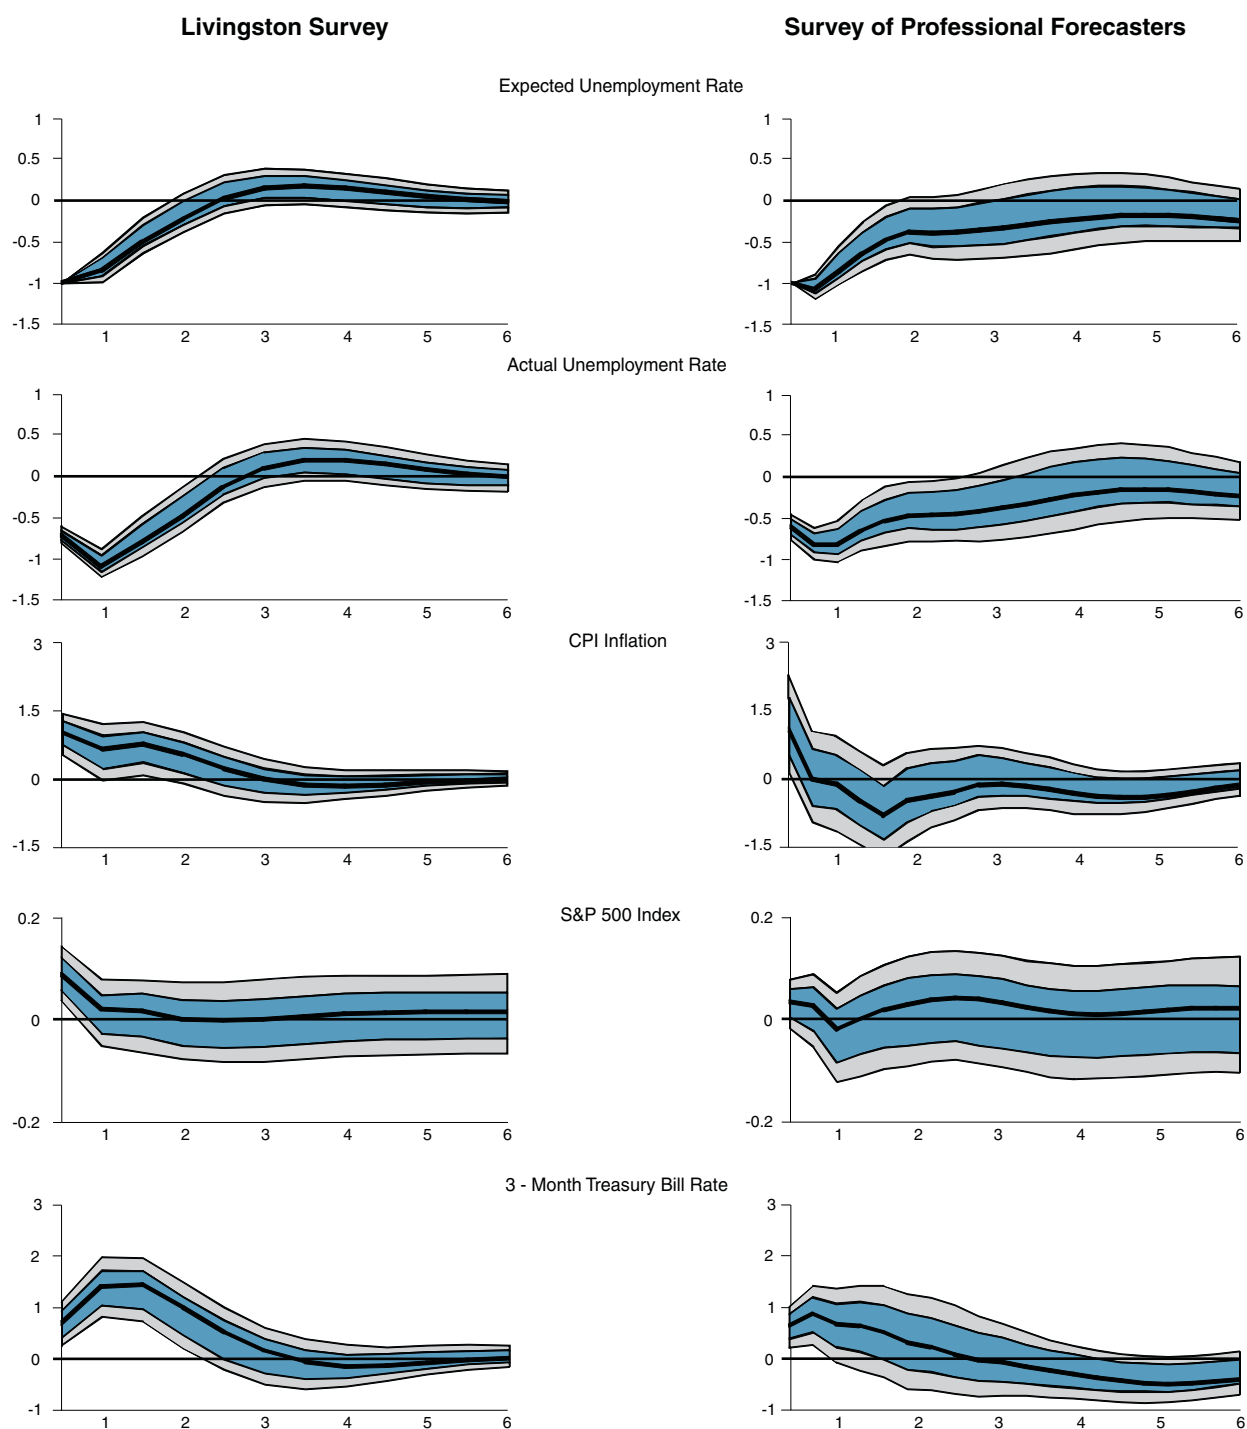 Livingston Survey
Survey of Professional Forecasters
Expected Unemployment Rate
1
0.5
0
-0.5
-1
-1.5
1 2 3 4 5 6
1
0.5
0
-0.5
-1
-1.5
1 2 3 4 5 6
Actual Unemployment Rate
1
0.5
0
-0.5
-1
-1.5
1 2 3 4 5 6
1
0.5
0
-0.5
-1
-1.5
1 2 3 4 5 6
CPI Inflation
3
1.5
0
-1.5
1 2 3 4 5 6
3
1.5
0
-1.5
1 2 3 4 5 6
S&P 500 Index
0.2
0
-0.2
1 2 3 4 5 6
0.2
0
-0.2
1 2 3 4 5 6
3 - Month Treasury Bill Rate
3
2
1
0
-1
1 2 3 4 5 6
3
2
1
0
-1
1 2 3 4 5 6